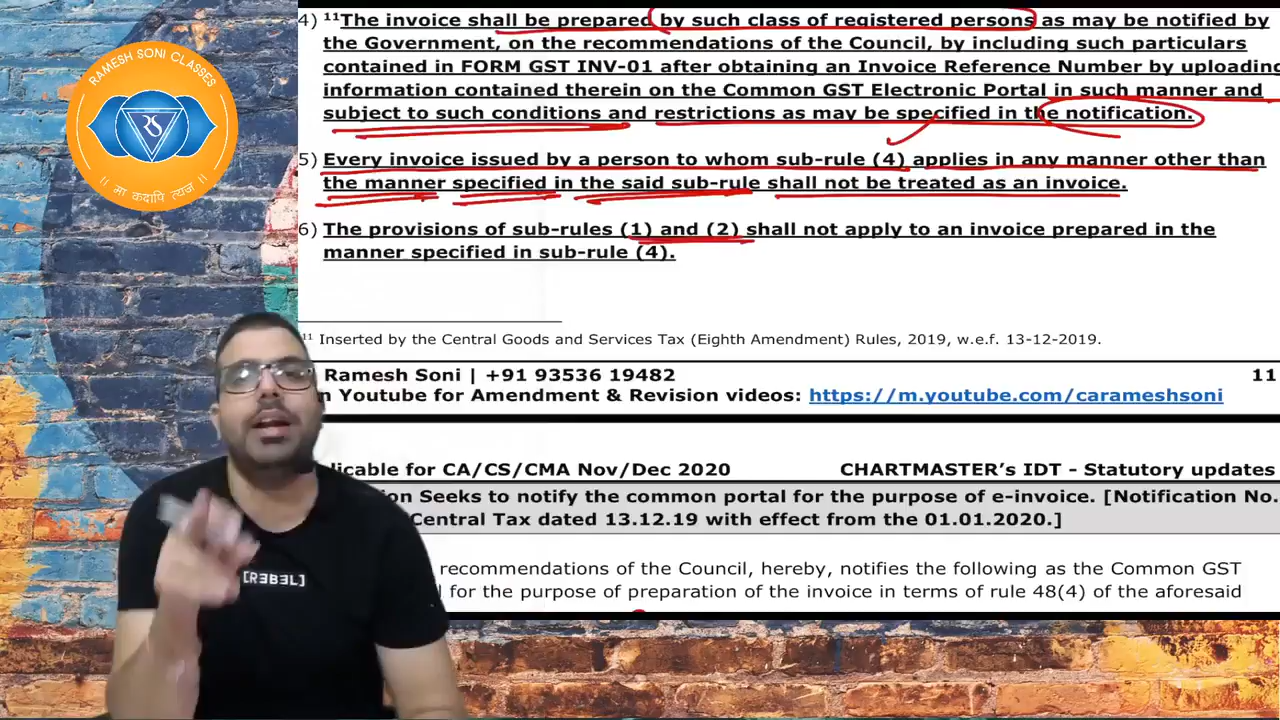 RAMESH SONI CLASSES
।। मा कदापि त्यज ।।
4) ¹¹The invoice shall be prepared by such class of registered persons as may be notified by
the Government, on the recommendations of the Council, by including such particulars
contained in FORM GST INV-01 after obtaining an Invoice Reference Number by uploading
information contained therein on the Common GST Electronic Portal in such manner and
subject to such conditions and restrictions as may be specified in the notification.
5) Every invoice issued by a person to whom sub-rule (4) applies in any manner other than
the manner specified in the said sub-rule shall not be treated as an invoice.
6) The provisions of sub-rules (1) and (2) shall not apply to an invoice prepared in the
manner specified in sub-rule (4).
¹¹ Inserted by the Central Goods and Services Tax (Eighth Amendment) Rules, 2019, w.e.f. 13-12-2019.
Ramesh Soni | +91 93536 19482 11
n Youtube for Amendment & Revision videos: https://m.youtube.com/carameshsoni
licable for CA/CS/CMA Nov/Dec 2020 CHARTMASTER's IDT - Statutory updates
ion Seeks to notify the common portal for the purpose of e-invoice. [Notification No.
Central Tax dated 13.12.19 with effect from the 01.01.2020.]
recommendations of the Council, hereby, notifies the following as the Common GST
for the purpose of preparation of the invoice in terms of rule 48(4) of the aforesaid
[REBEL]